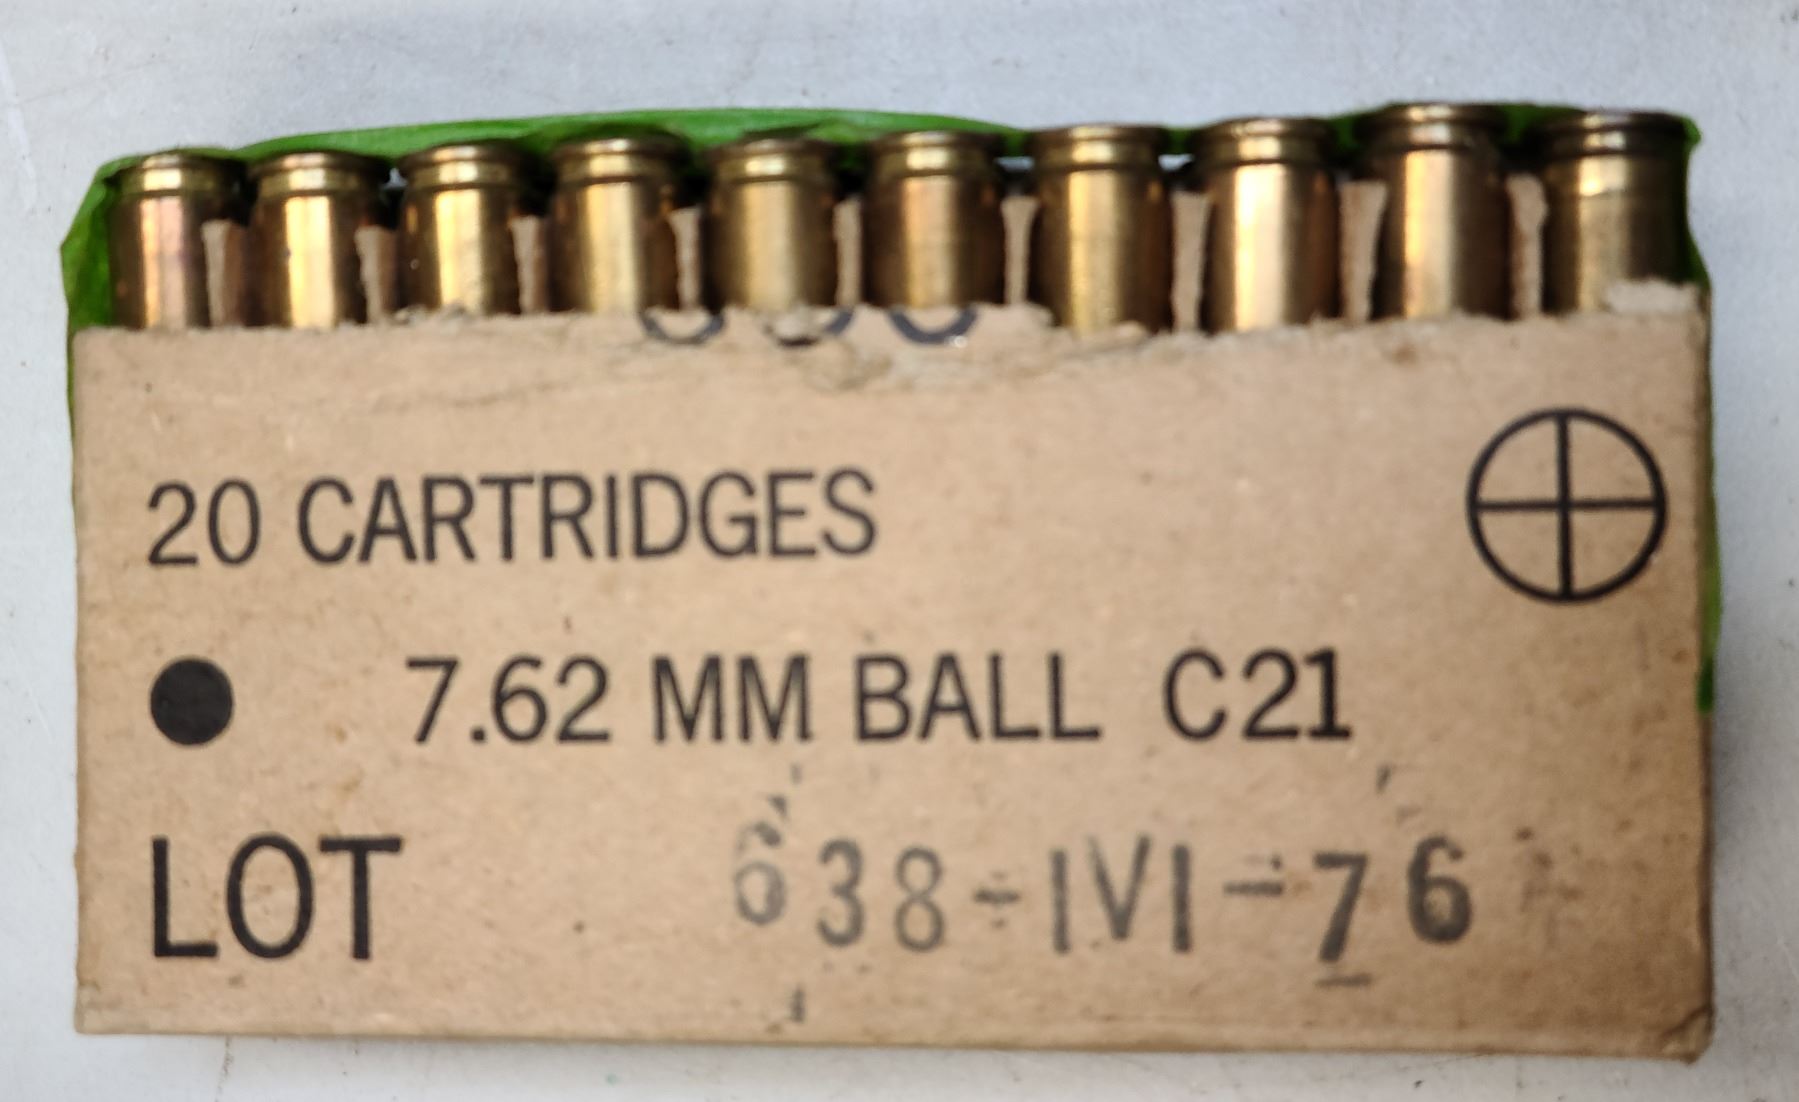 20 CARTRIDGES
7.62 MM BALL C21
LOT 638-IVI-76